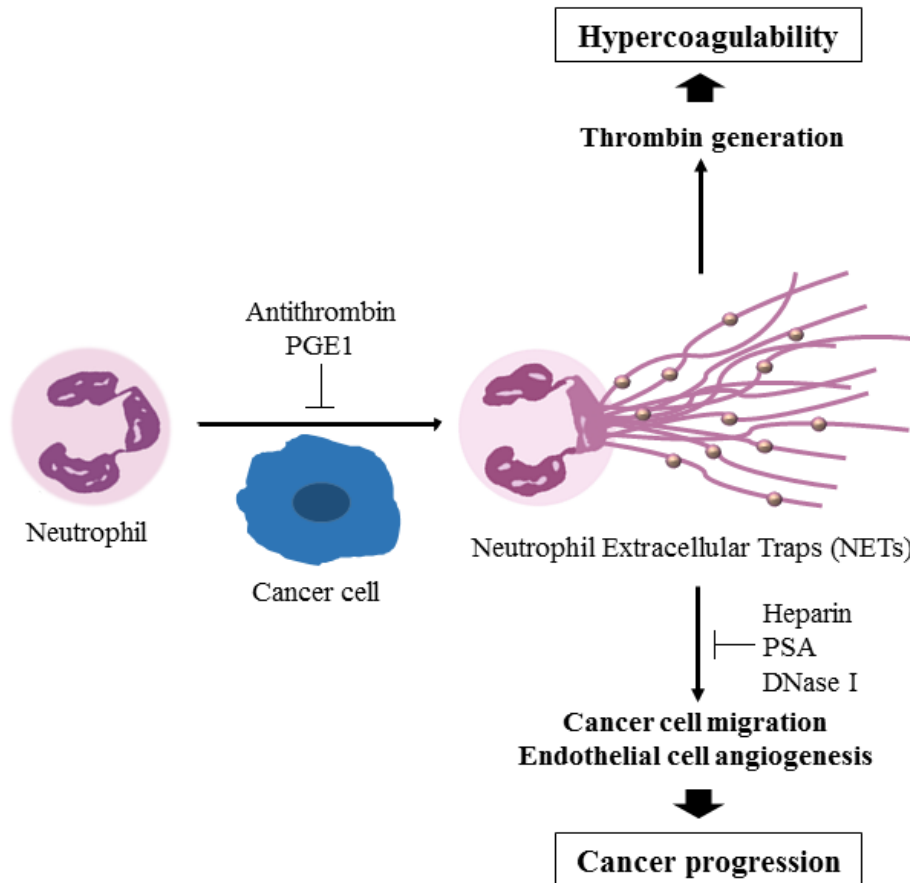 Hypercoagulability
Thrombin generation
Antithrombin
PGE1
Neutrophil
Cancer cell
Neutrophil Extracellular Traps (NETs)
Heparin
PSA
DNase I
Cancer cell migration
Endothelial cell angiogenesis
Cancer progression